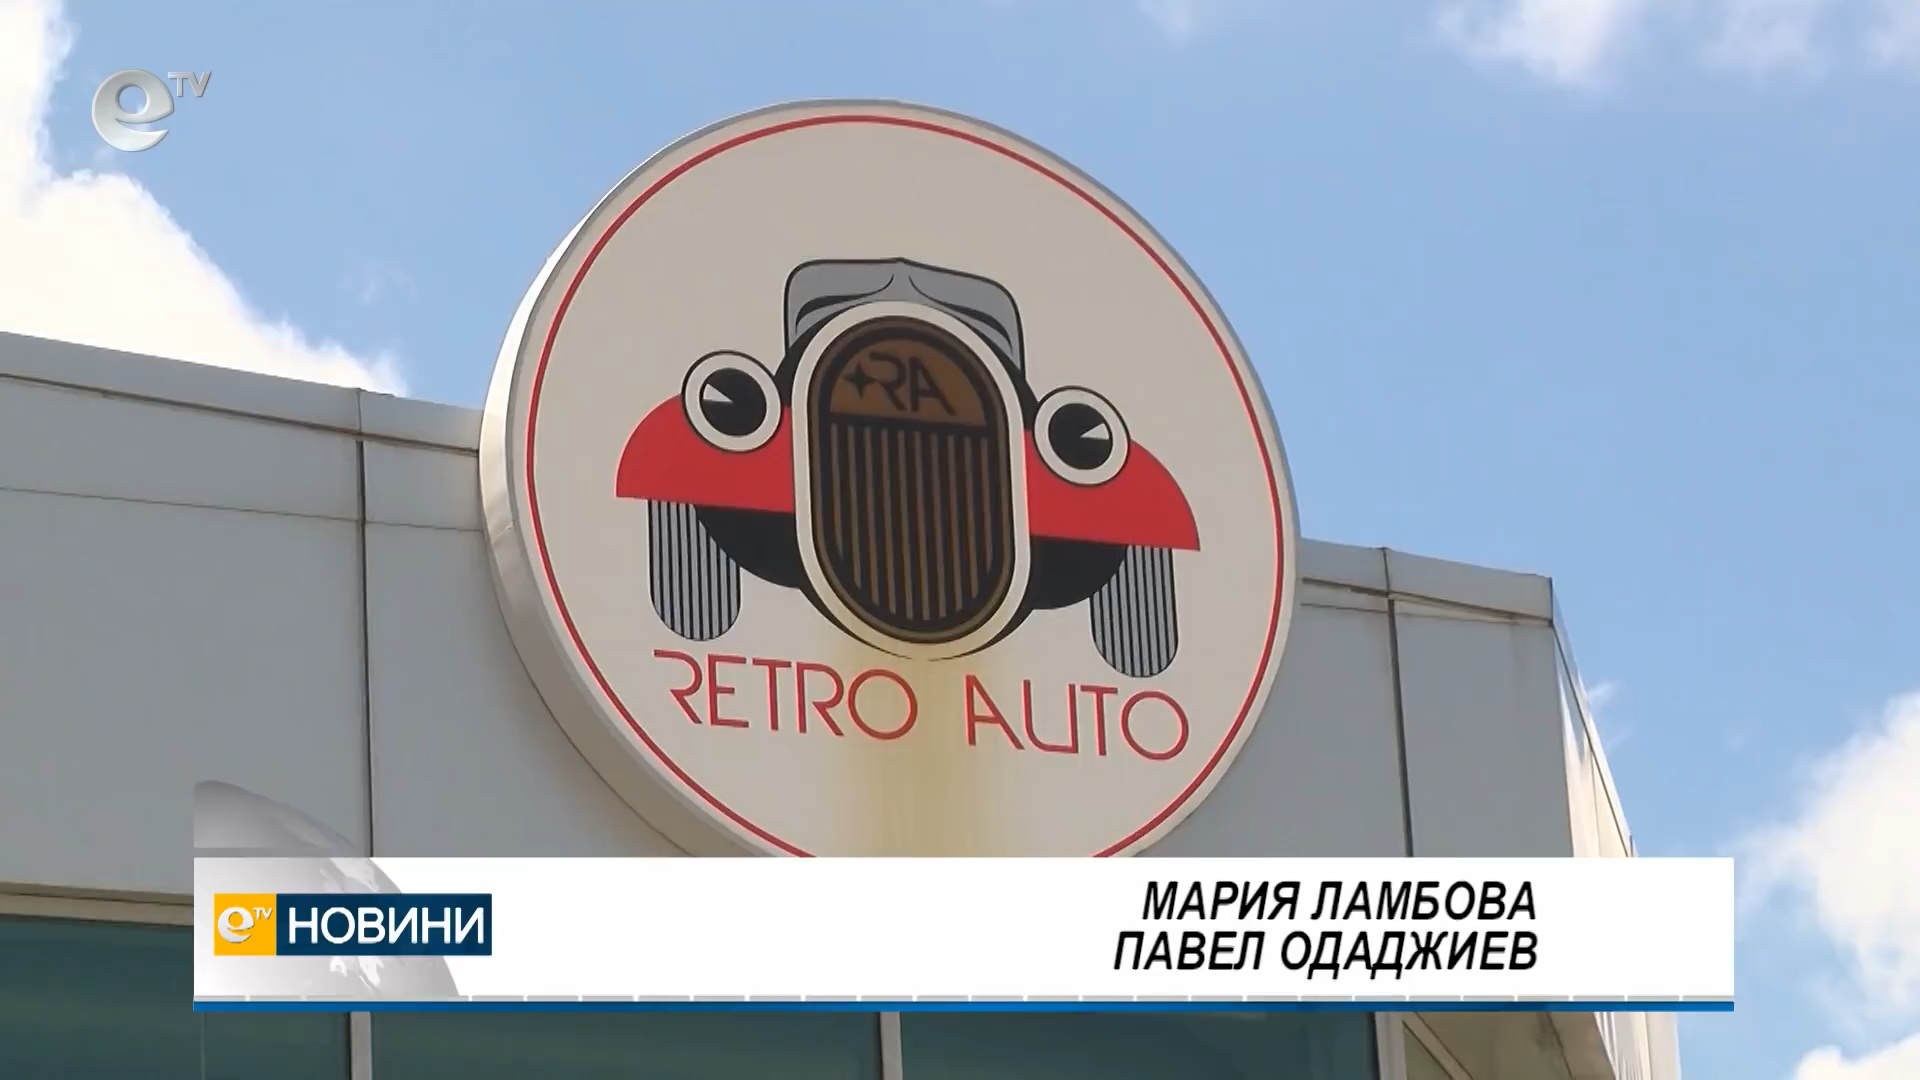 e TV
RA
RETRO AUTO
e TV НОВИНИ
МАРИЯ ЛАМБОВА
ПАВЕЛ ОДАДЖИЕВ